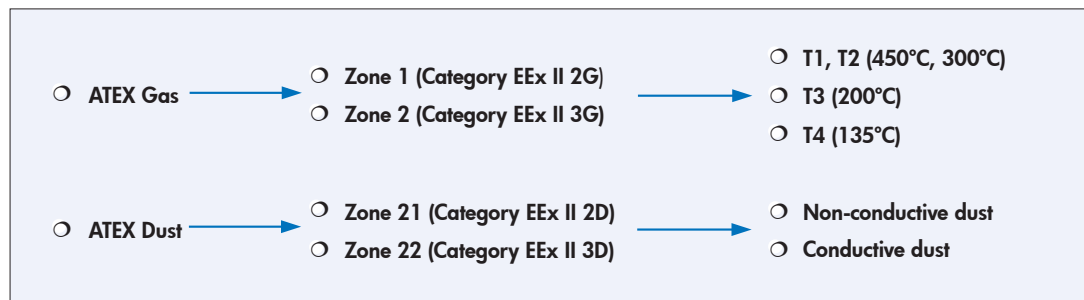 ATEX Gas
Zone 1 (Category EEx II 2G)
Zone 2 (Category EEx II 3G)
T1, T2 (450°C, 300°C)
T3 (200°C)
T4 (135°C)
ATEX Dust
Zone 21 (Category EEx II 2D)
Zone 22 (Category EEx II 3D)
Non-conductive dust
Conductive dust